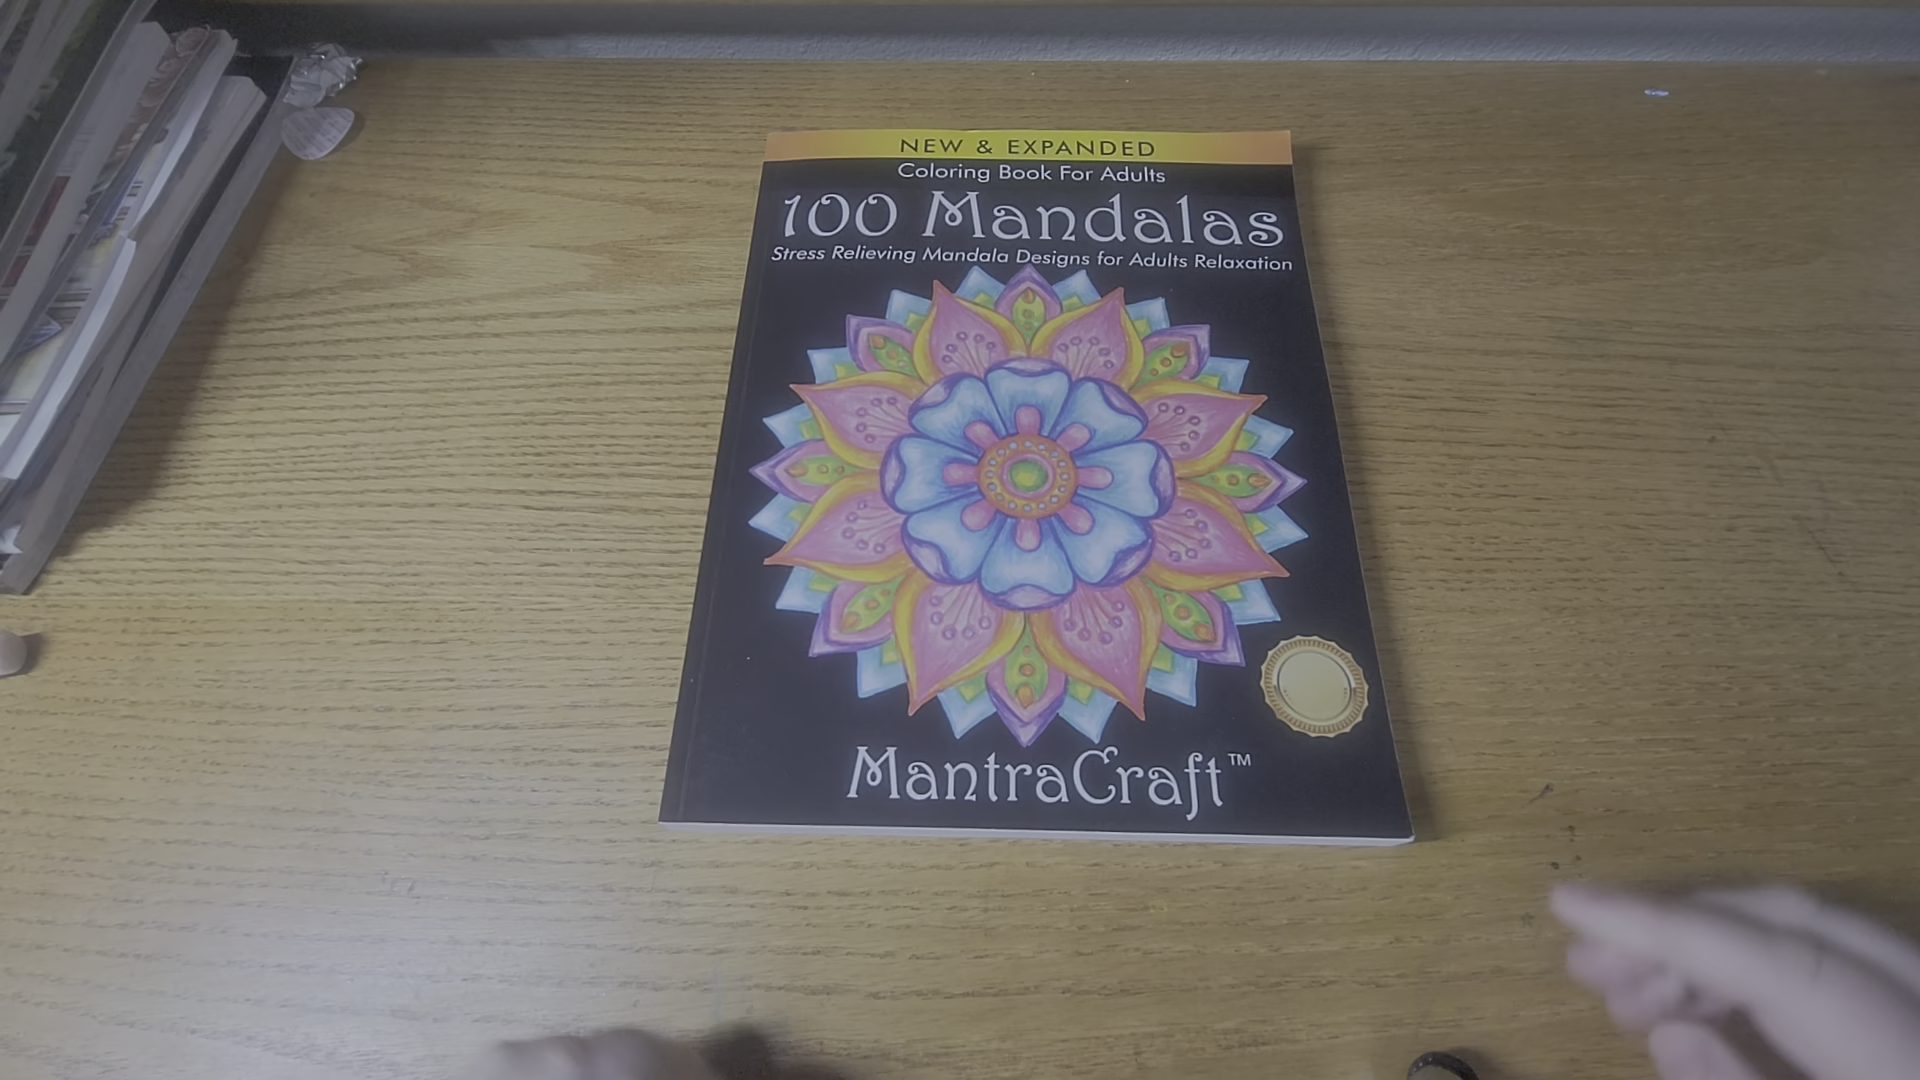 NEW & EXPANDED
Coloring Book For Adults
100 Mandalas
Stress Relieving Mandala Designs for Adults Relaxation
MantraCraft™